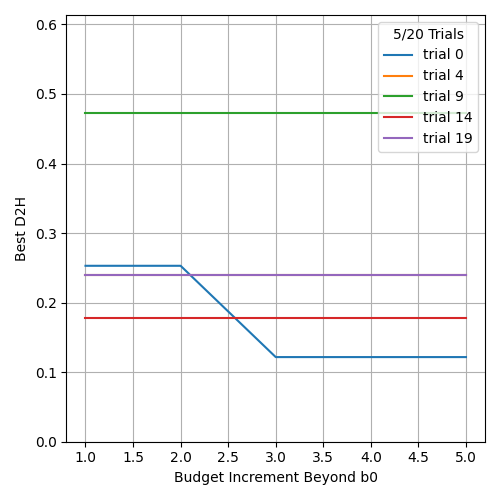 0.6
0.5
0.4
0.3
0.2
0.1
0.0
Best D2H
5/20 Trials
trial 0
trial 4
trial 9
trial 14
trial 19
1.0 1.5 2.0 2.5 3.0 3.5 4.0 4.5 5.0
Budget Increment Beyond b0